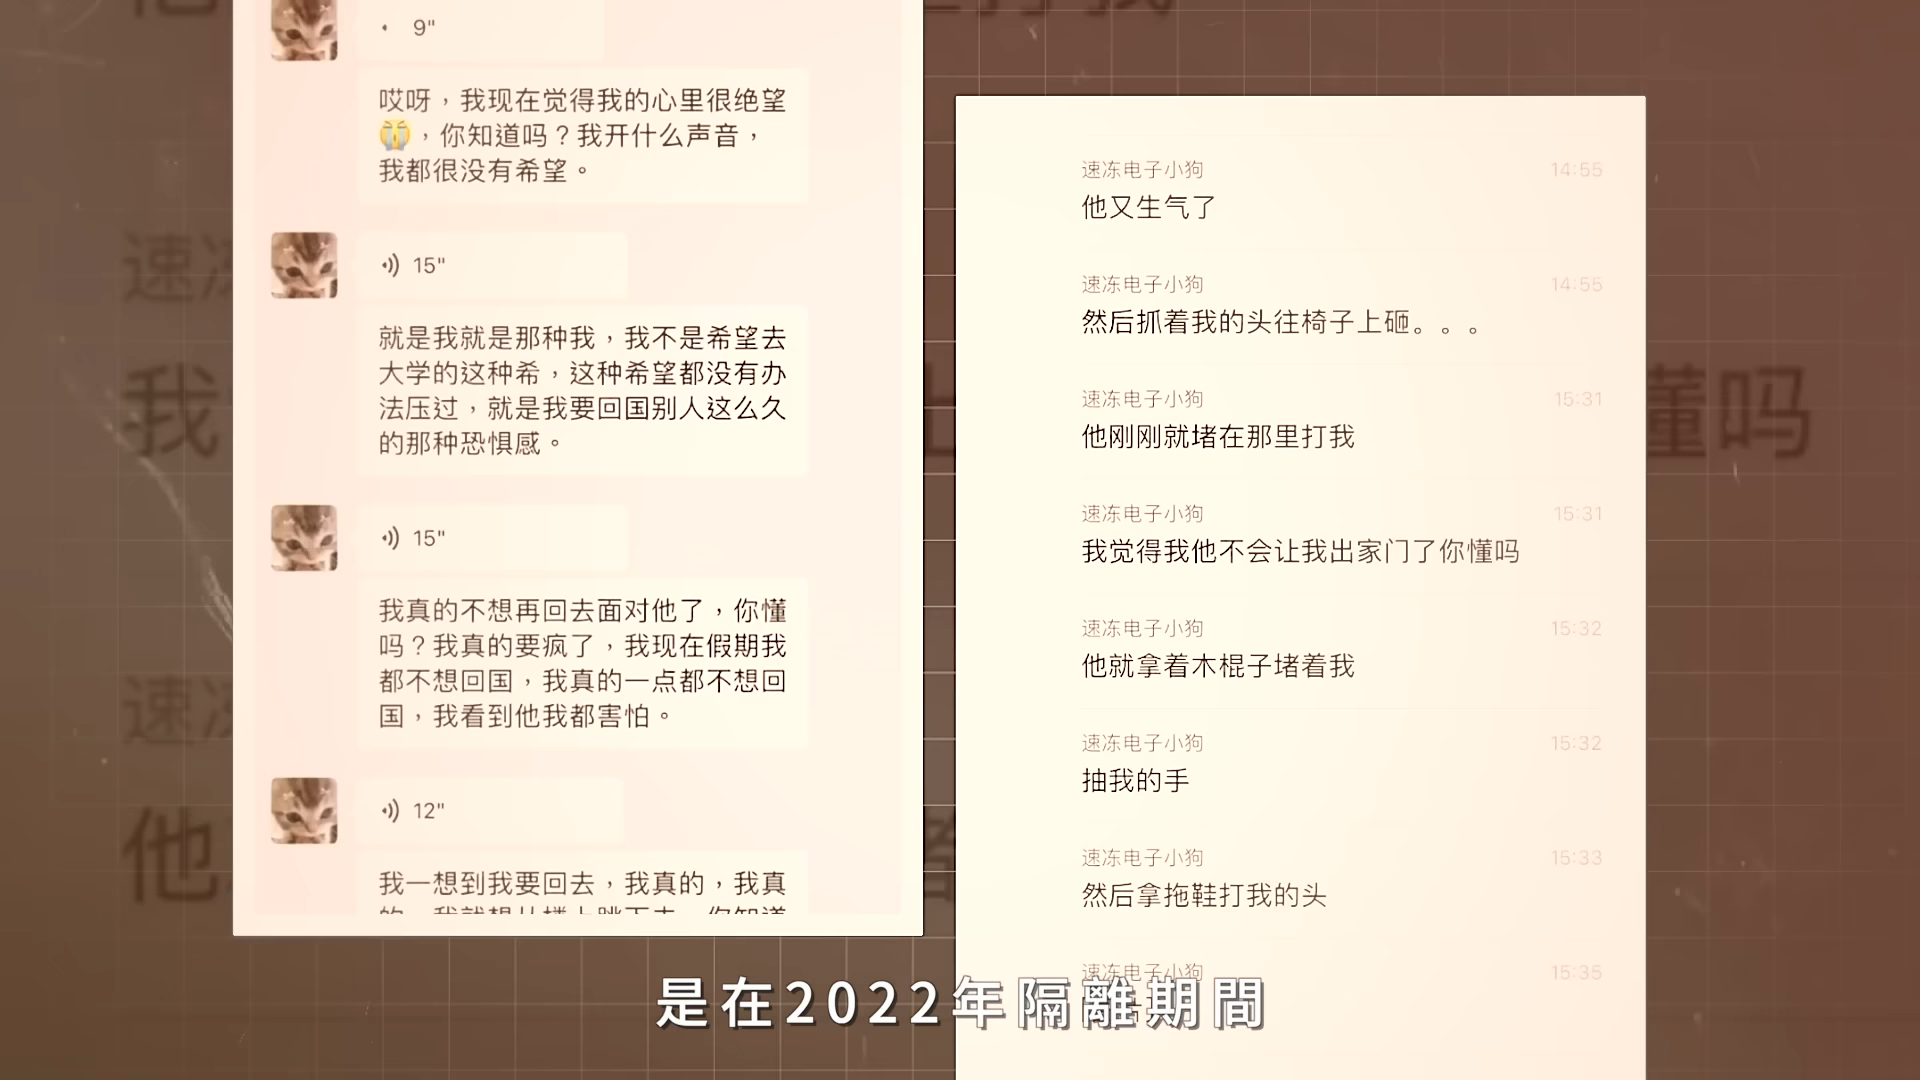 9"
哎呀，我现在觉得我的心里很绝望
😭，你知道吗？我开什么声音，
我都很没有希望。
15"
就是我就是那种我，我不是希望去
大学的这种希，这种希望都没有办
法压过，就是我要回国别人这么久
的那种恐惧感。
15"
我真的不想再回去面对他了，你懂
吗？我真的要疯了，我现在假期我
都不想回国，我真的一点都不想回
国，我看到他我都害怕。
12"
我一想到我要回去，我真的，我真
速冻电子小狗 14:55
他又生气了
速冻电子小狗 14:55
然后抓着我的头往椅子上砸。。。
速冻电子小狗 15:31
他刚刚就堵在那里打我
速冻电子小狗 15:31
我觉得我他不会让我出家门了你懂吗
速冻电子小狗 15:32
他就拿着木棍子堵着我
速冻电子小狗 15:32
抽我的手
速冻电子小狗 15:33
然后拿拖鞋打我的头
速冻电子小狗 15:35
是在2022年隔離期間